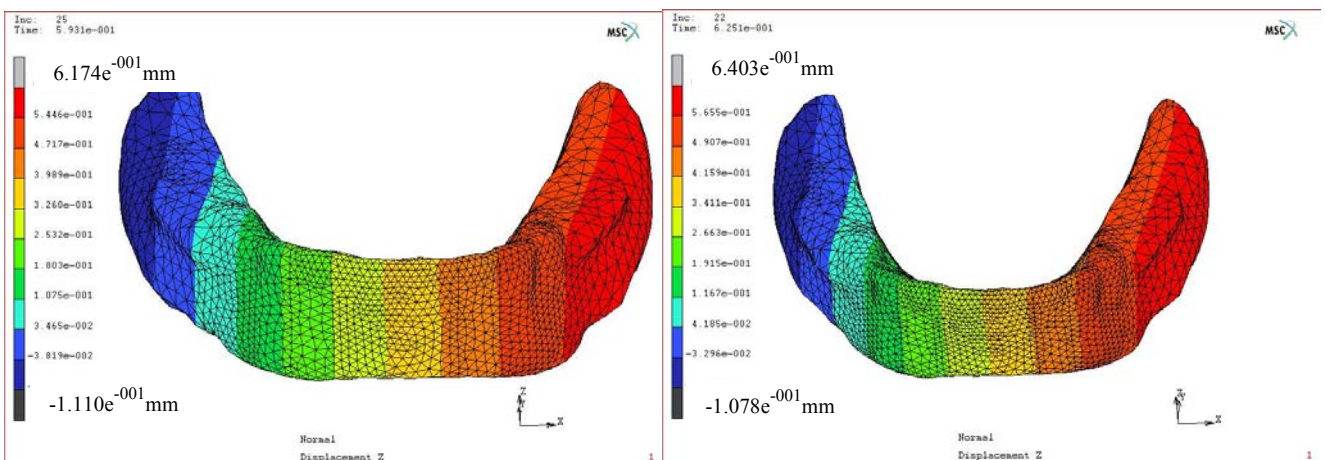 Inc: 25
Time: 5.931e-001
MSC
6.174e-001mm
5.446e-001
4.717e-001
3.989e-001
3.260e-001
2.532e-001
1.803e-001
1.075e-001
3.465e-002
-3.819e-002
-1.110e-001mm
Z
Y
X
Normal
Displacement Z
1
Inc: 22
Time: 6.251e-001
MSC
6.403e-001mm
5.655e-001
4.907e-001
4.159e-001
3.411e-001
2.663e-001
1.915e-001
1.167e-001
4.185e-002
-3.296e-002
-1.078e-001mm
Z
Y
X
Normal
Displacement Z
1